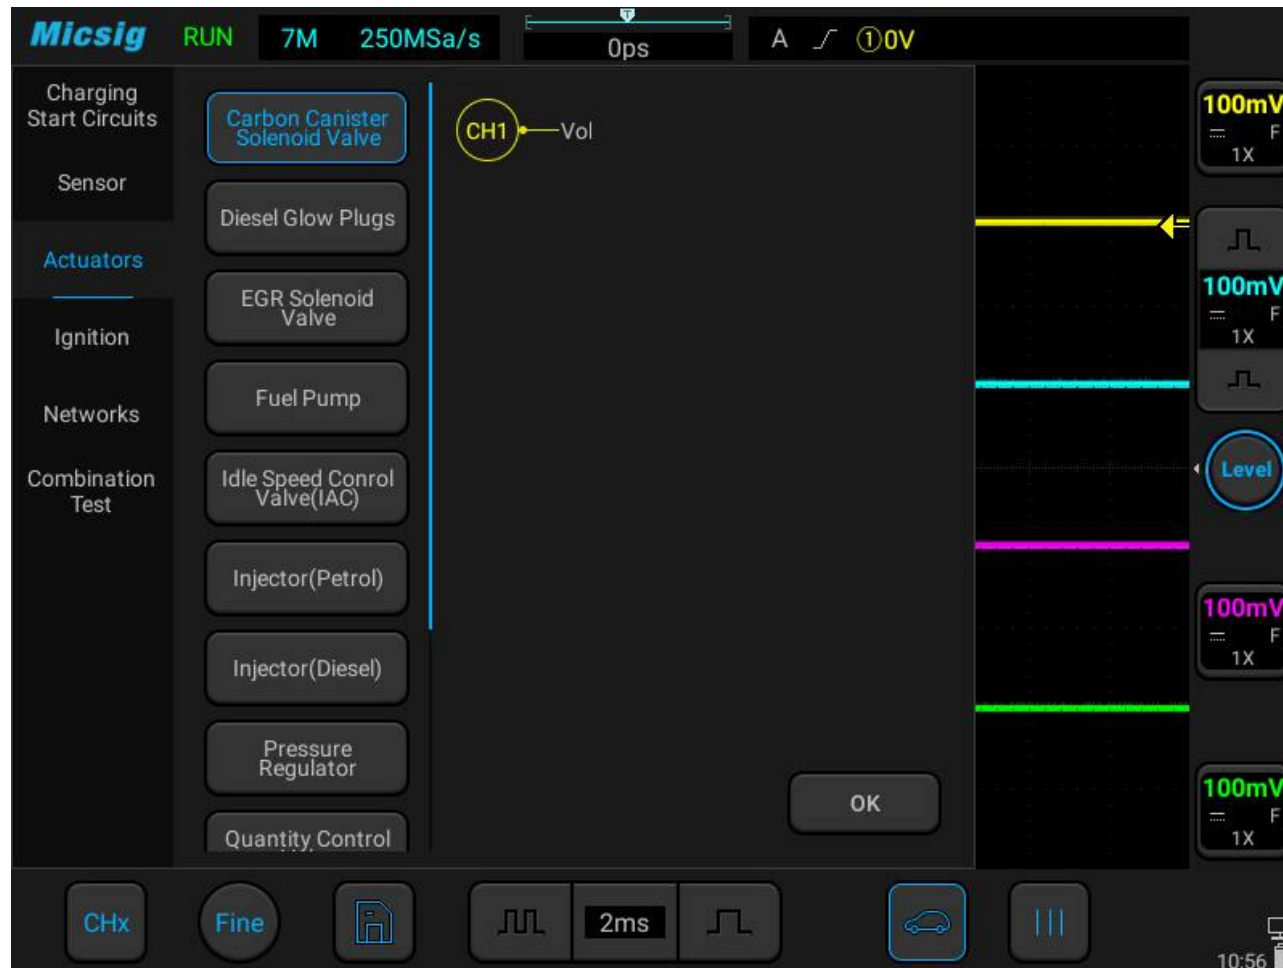 Micsig RUN 7M 250MSa/s 0ps A ①0V
T
Charging
Start Circuits
Sensor
Actuators
Ignition
Networks
Combination
Test
Carbon Canister
Solenoid Valve
Diesel Glow Plugs
EGR Solenoid
Valve
Fuel Pump
Idle Speed Conrol
Valve(IAC)
Injector(Petrol)
Injector(Diesel)
Pressure
Regulator
Quantity Control
CH1 Vol
OK
100mV
F
1X
100mV
F
1X
Level
100mV
F
1X
100mV
F
1X
CHx
Fine
2ms
10:56